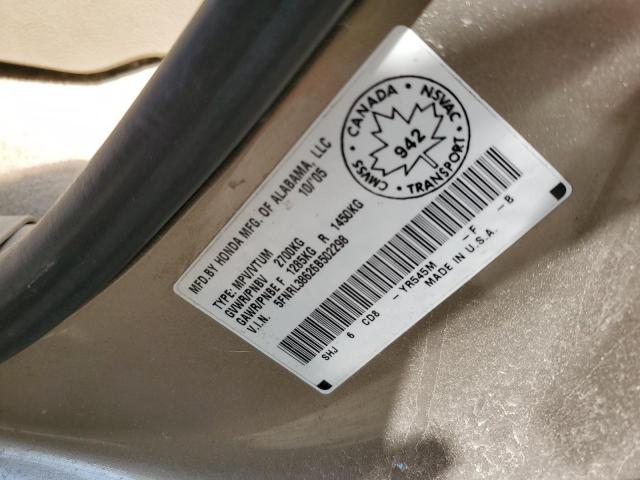 MFD.BY HONDA MFG. OF ALABAMA, LLC
10/'05
TYPE: MPV/VTUM
GVWR/PNBV 2700KG
GAWR/PNBE F 1285KG R 1450KG
V.I.N. 5FNRL38626B502298
CANADA · NSVAC · TRANSPORT · CMVSS ·
942
SHJ 6 CD8 - YR545M - F - B
MADE IN U.S.A.